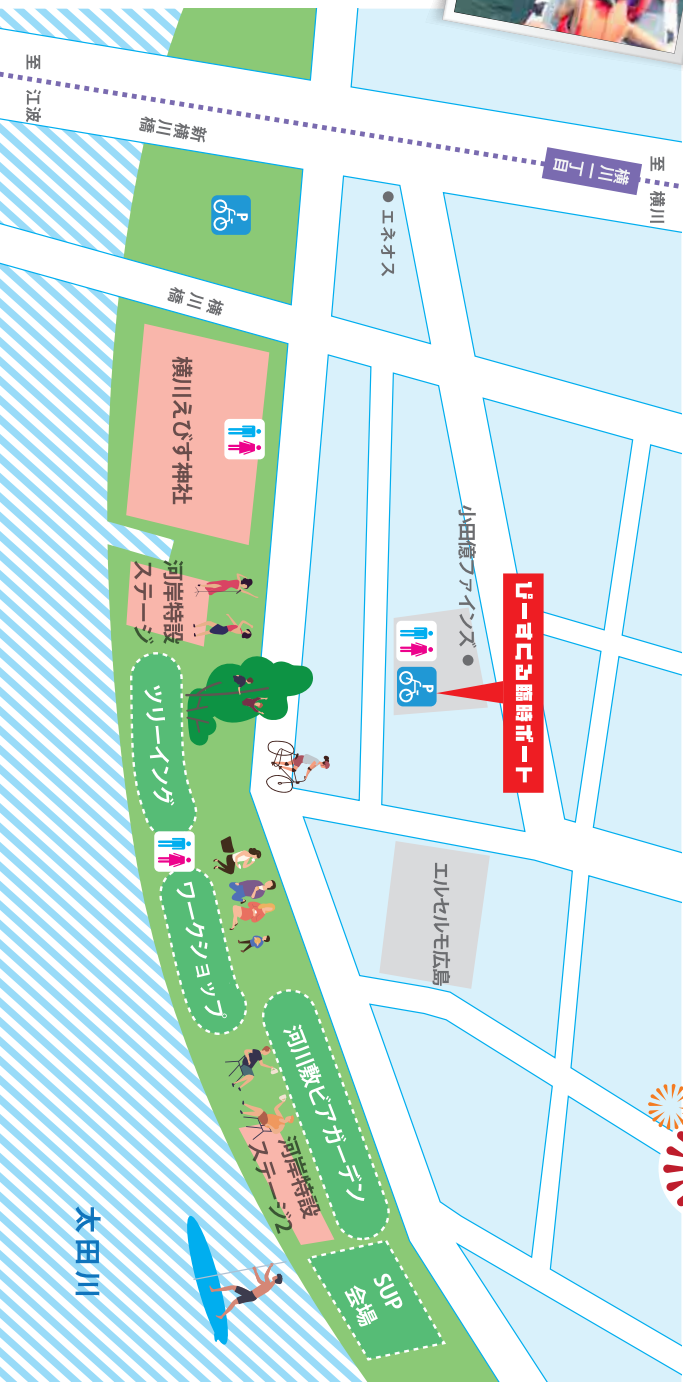 至 江波
新横川橋
横川一丁目
至 横川
エネオス
横川橋
横川えびす神社
P
小田億ファインズ
ぴーすくる臨時ポート
P
河岸特設
ステージ
ツリーイング
ワークショップ
エルセルモ広島
河川敷ビアガーデン
河岸特設
ステージ2
SUP
会場
太田川